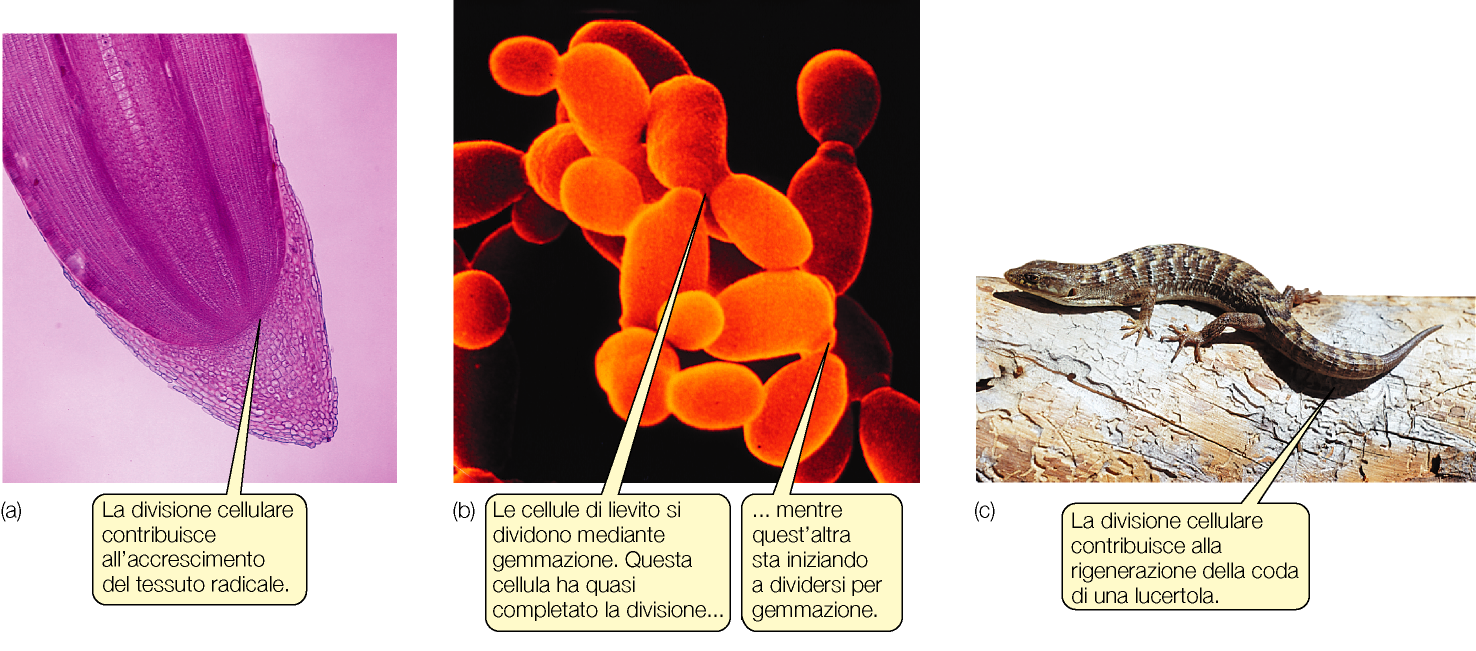 (a)
La divisione cellulare
contribuisce
all'accrescimento
del tessuto radicale.
(b)
Le cellule di lievito si
dividono mediante
gemmazione. Questa
cellula ha quasi
completato la divisione...
... mentre
quest'altra
sta iniziando
a dividersi per
gemmazione.
(c)
La divisione cellulare
contribuisce alla
rigenerazione della coda
di una lucertola.